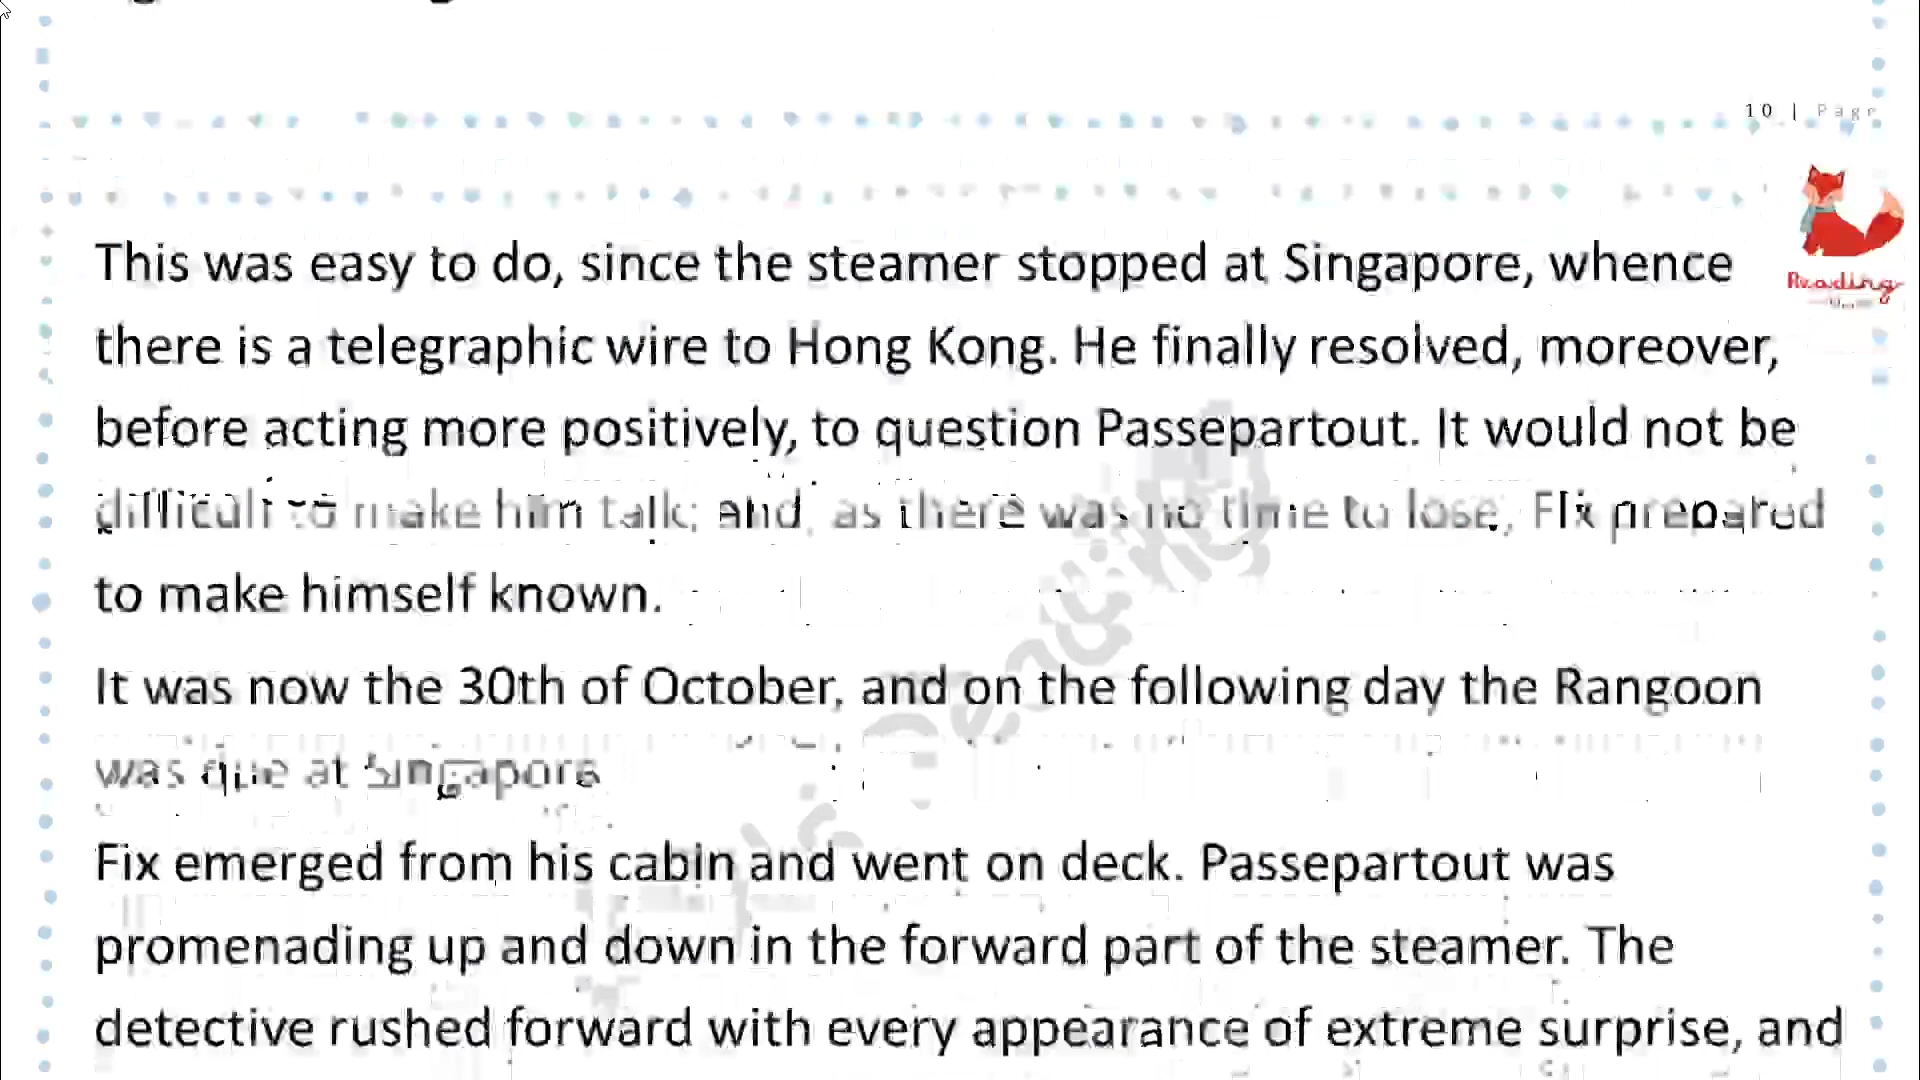 10 | Page
Reading
This was easy to do, since the steamer stopped at Singapore, whence
there is a telegraphic wire to Hong Kong. He finally resolved, moreover,
before acting more positively, to question Passepartout. It would not be
difficult to make him talk; and, as there was no time to lose, Fix prepared
to make himself known.
It was now the 30th of October, and on the following day the Rangoon
was due at Singapore.
Fix emerged from his cabin and went on deck. Passepartout was
promenading up and down in the forward part of the steamer. The
detective rushed forward with every appearance of extreme surprise, and